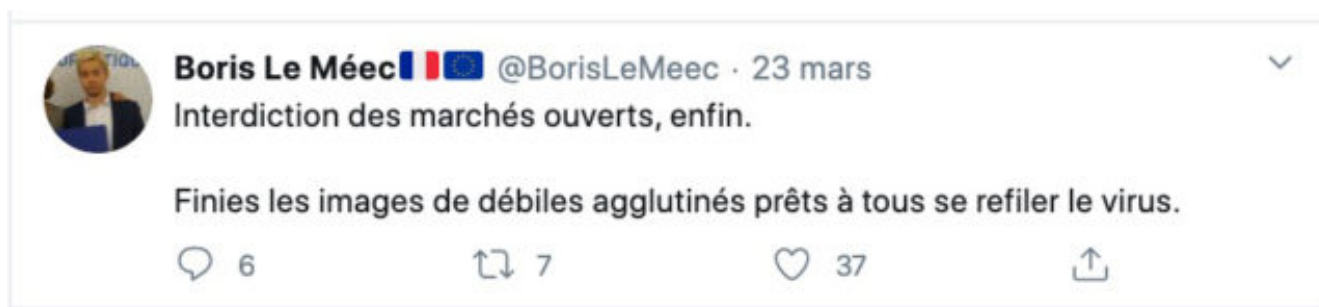 Boris Le Méec🇫🇷🇪🇺 @BorisLeMeec · 23 mars
Interdiction des marchés ouverts, enfin.
Finies les images de débiles agglutinés prêts à tous se refiler le virus.
6 7 37